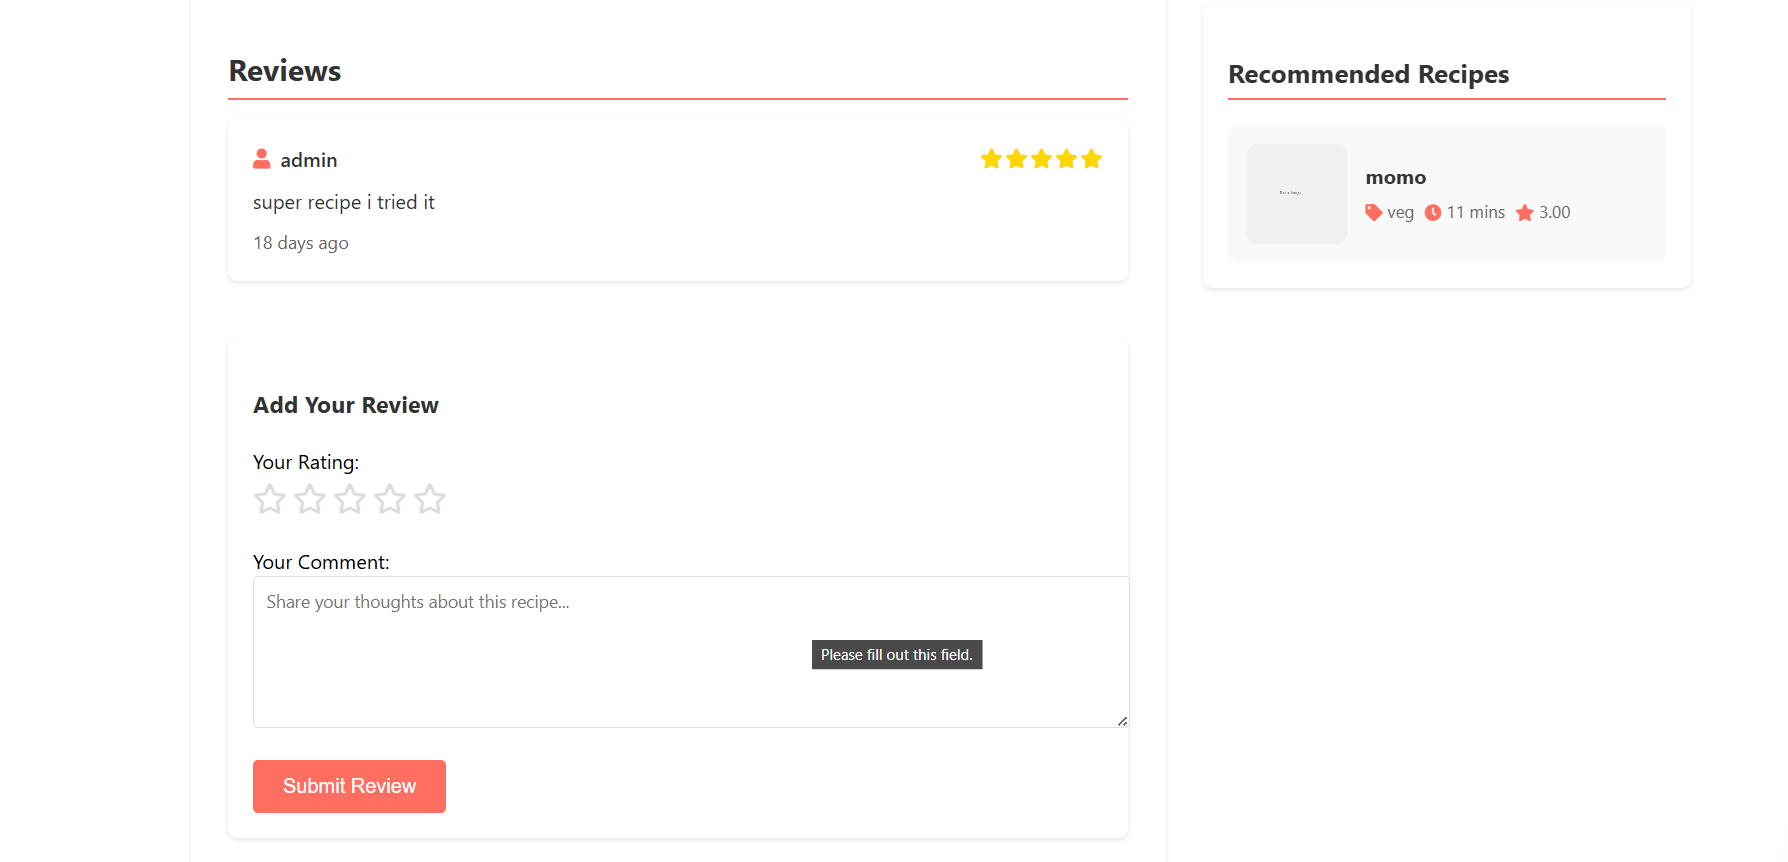 Reviews
admin
super recipe i tried it
18 days ago
Add Your Review
Your Rating:
Your Comment:
Share your thoughts about this recipe...
Please fill out this field.
Submit Review
Recommended Recipes
momo
veg 11 mins 3.00